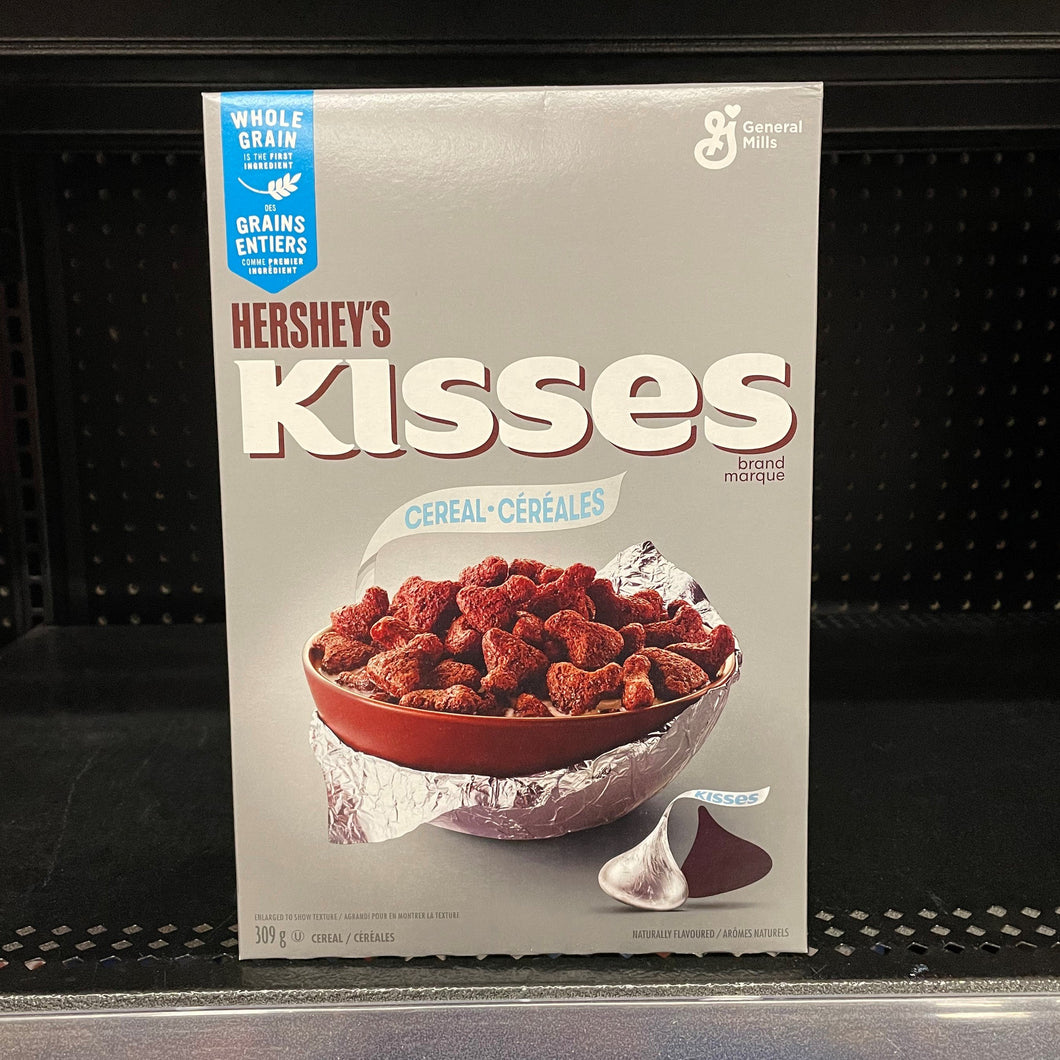 WHOLE
GRAIN
IS THE FIRST
INGREDIENT
DES
GRAINS
ENTIERS
COMME PREMIER
INGRÉDIENT
General
Mills
HERSHEY'S
KISSES
brand
marque
CEREAL • CÉRÉALES
KISSES
ENLARGED TO SHOW TEXTURE / AGRANDI POUR EN MONTRER LA TEXTURE
309 g U CEREAL / CÉRÉALES
NATURALLY FLAVOURED / ARÔMES NATURELS